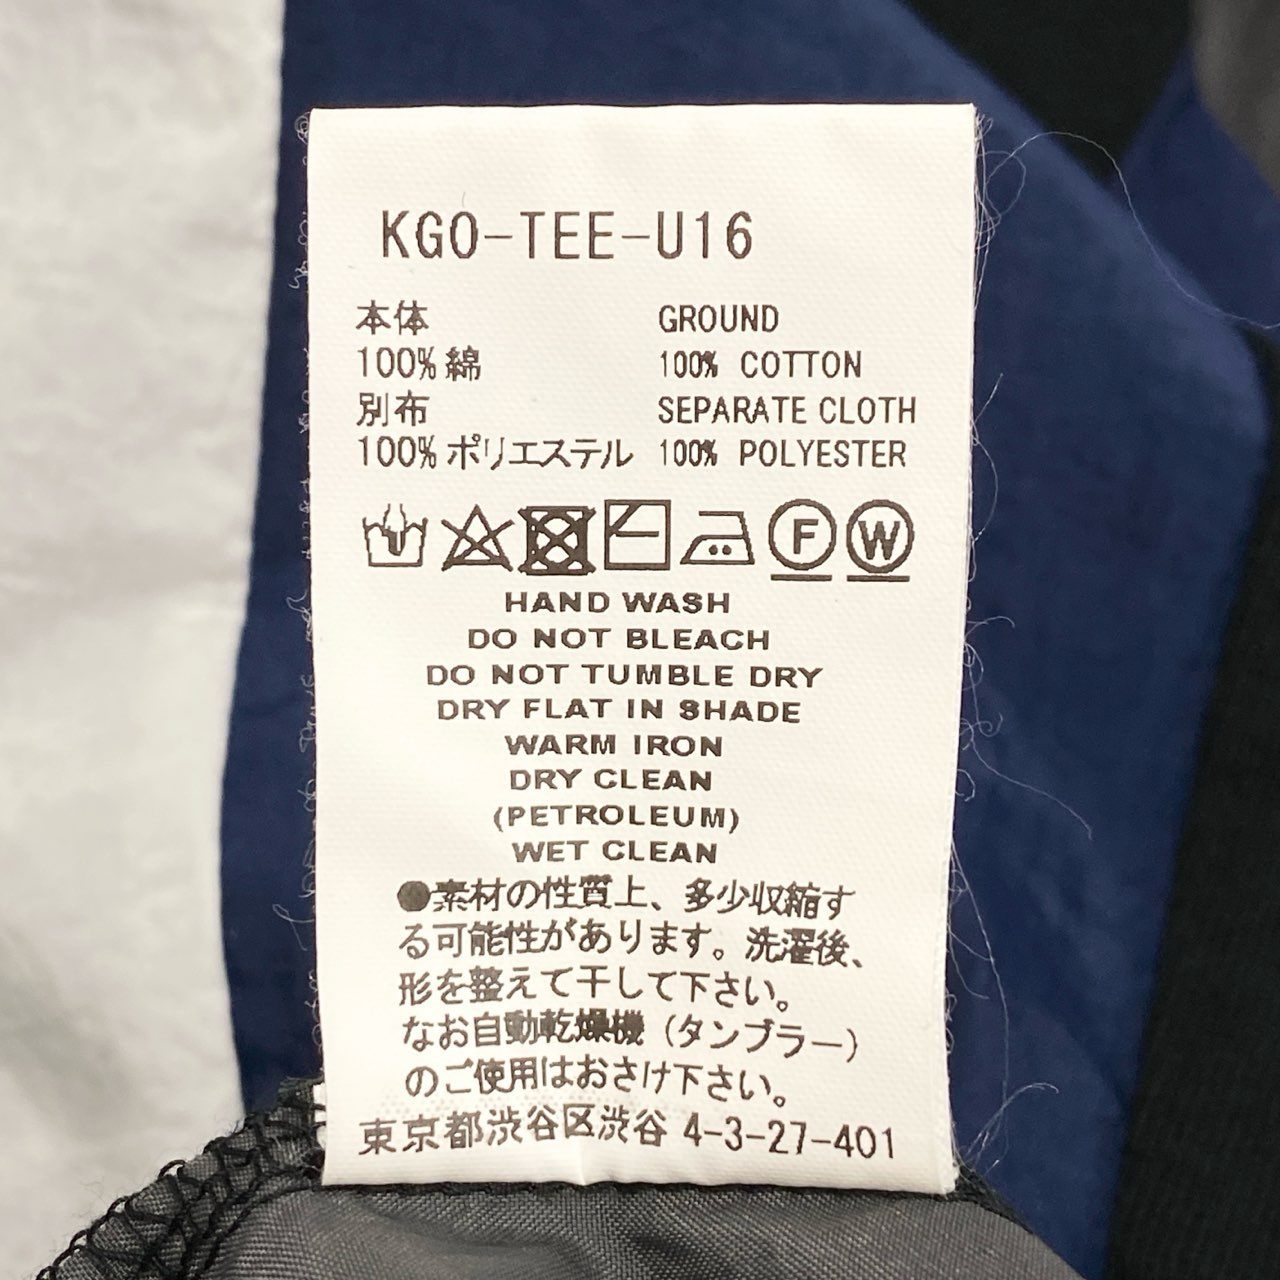 KGO-TEE-U16
本体 GROUND
100%綿 100% COTTON
別布 SEPARATE CLOTH
100%ポリエステル 100% POLYESTER
F W
HAND WASH
DO NOT BLEACH
DO NOT TUMBLE DRY
DRY FLAT IN SHADE
WARM IRON
DRY CLEAN
(PETROLEUM)
WET CLEAN
●素材の性質上、多少収縮す
る可能性があります。洗濯後、
形を整えて干して下さい。
なお自動乾燥機(タンブラー)
のご使用はおさけ下さい。
東京都渋谷区渋谷 4-3-27-401